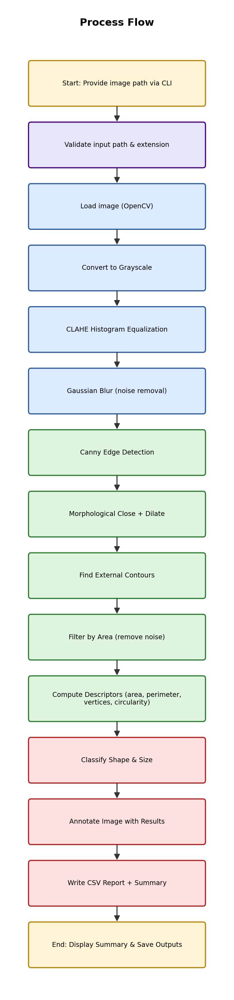 Process Flow
Start: Provide image path via CLI
Validate input path & extension
Load image (OpenCV)
Convert to Grayscale
CLAHE Histogram Equalization
Gaussian Blur (noise removal)
Canny Edge Detection
Morphological Close + Dilate
Find External Contours
Filter by Area (remove noise)
Compute Descriptors (area, perimeter,
vertices, circularity)
Classify Shape & Size
Annotate Image with Results
Write CSV Report + Summary
End: Display Summary & Save Outputs